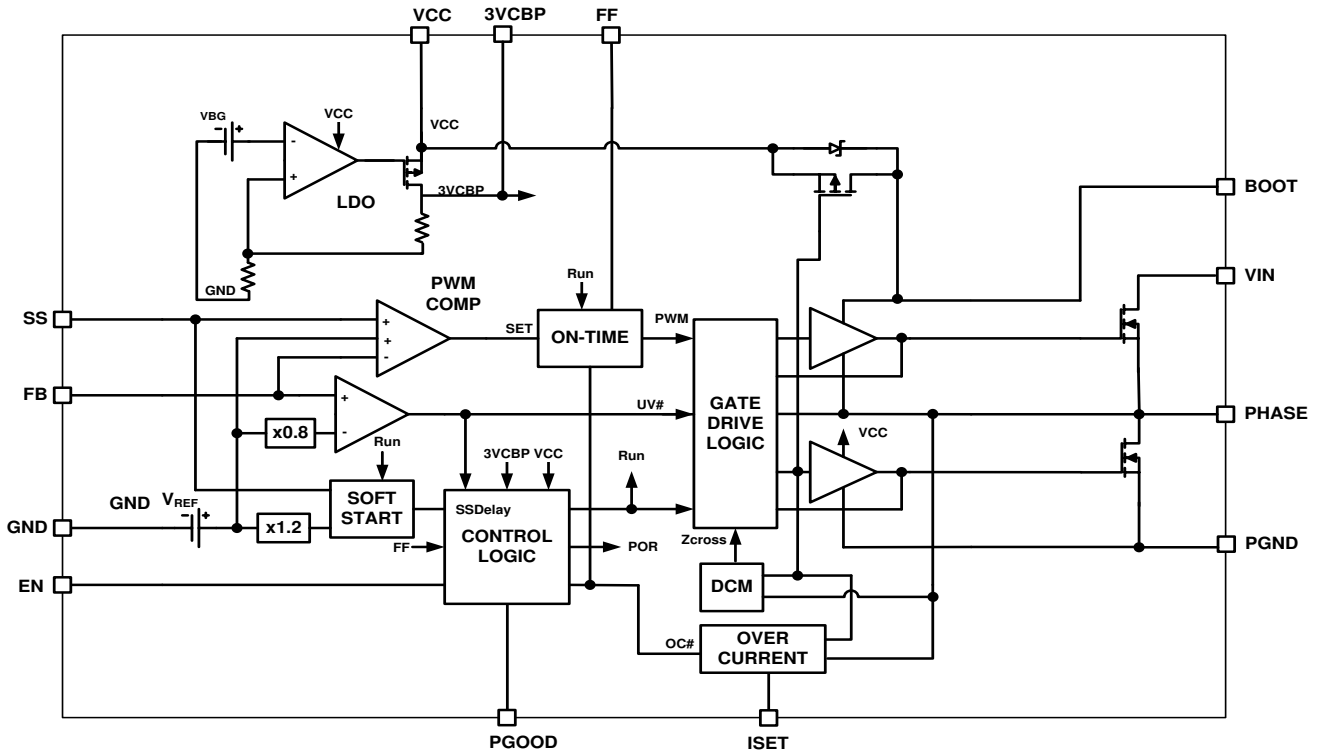 VCC 3VCBP FF
VBG
- +
VCC
VCC
-
+
LDO
3VCBP
GND
BOOT
VIN
PWM
COMP
Run
SS
+
+
-
SET
ON-TIME
PWM
FB
+
-
x0.8
UV#
GATE
DRIVE
LOGIC
PHASE
VCC
Run
3VCBP VCC
Run
GND
GND
VREF
- +
x1.2
SOFT
START
SSDelay
CONTROL
LOGIC
FF
POR
Zcross
PGND
EN
DCM
OC#
OVER
CURRENT
PGOOD
ISET